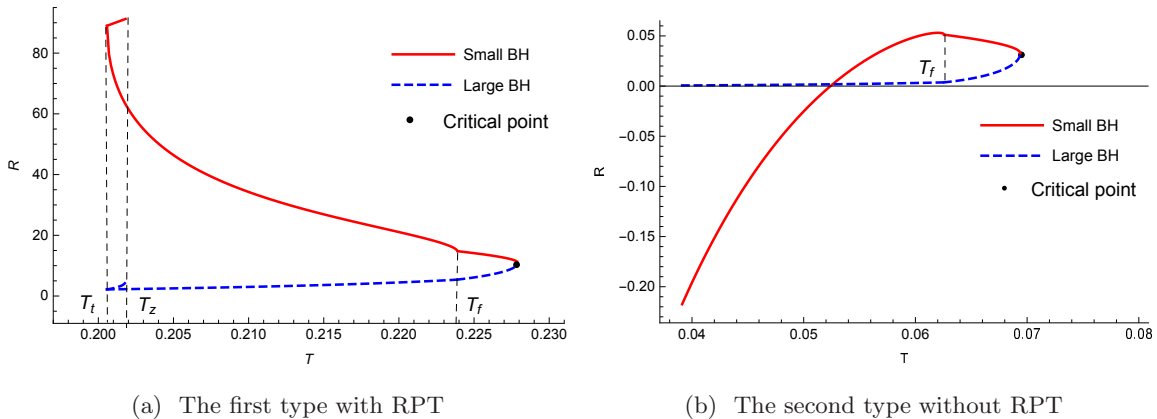 R
80
60
40
20
0
Small BH
Large BH
Critical point
T_t
T_z
T_f
0.200
0.205
0.210
0.215
0.220
0.225
0.230
T
(a) The first type with RPT
R
0.05
0.00
−0.05
−0.10
−0.15
−0.20
T_f
Small BH
Large BH
Critical point
0.04
0.05
0.06
0.07
0.08
T
(b) The second type without RPT